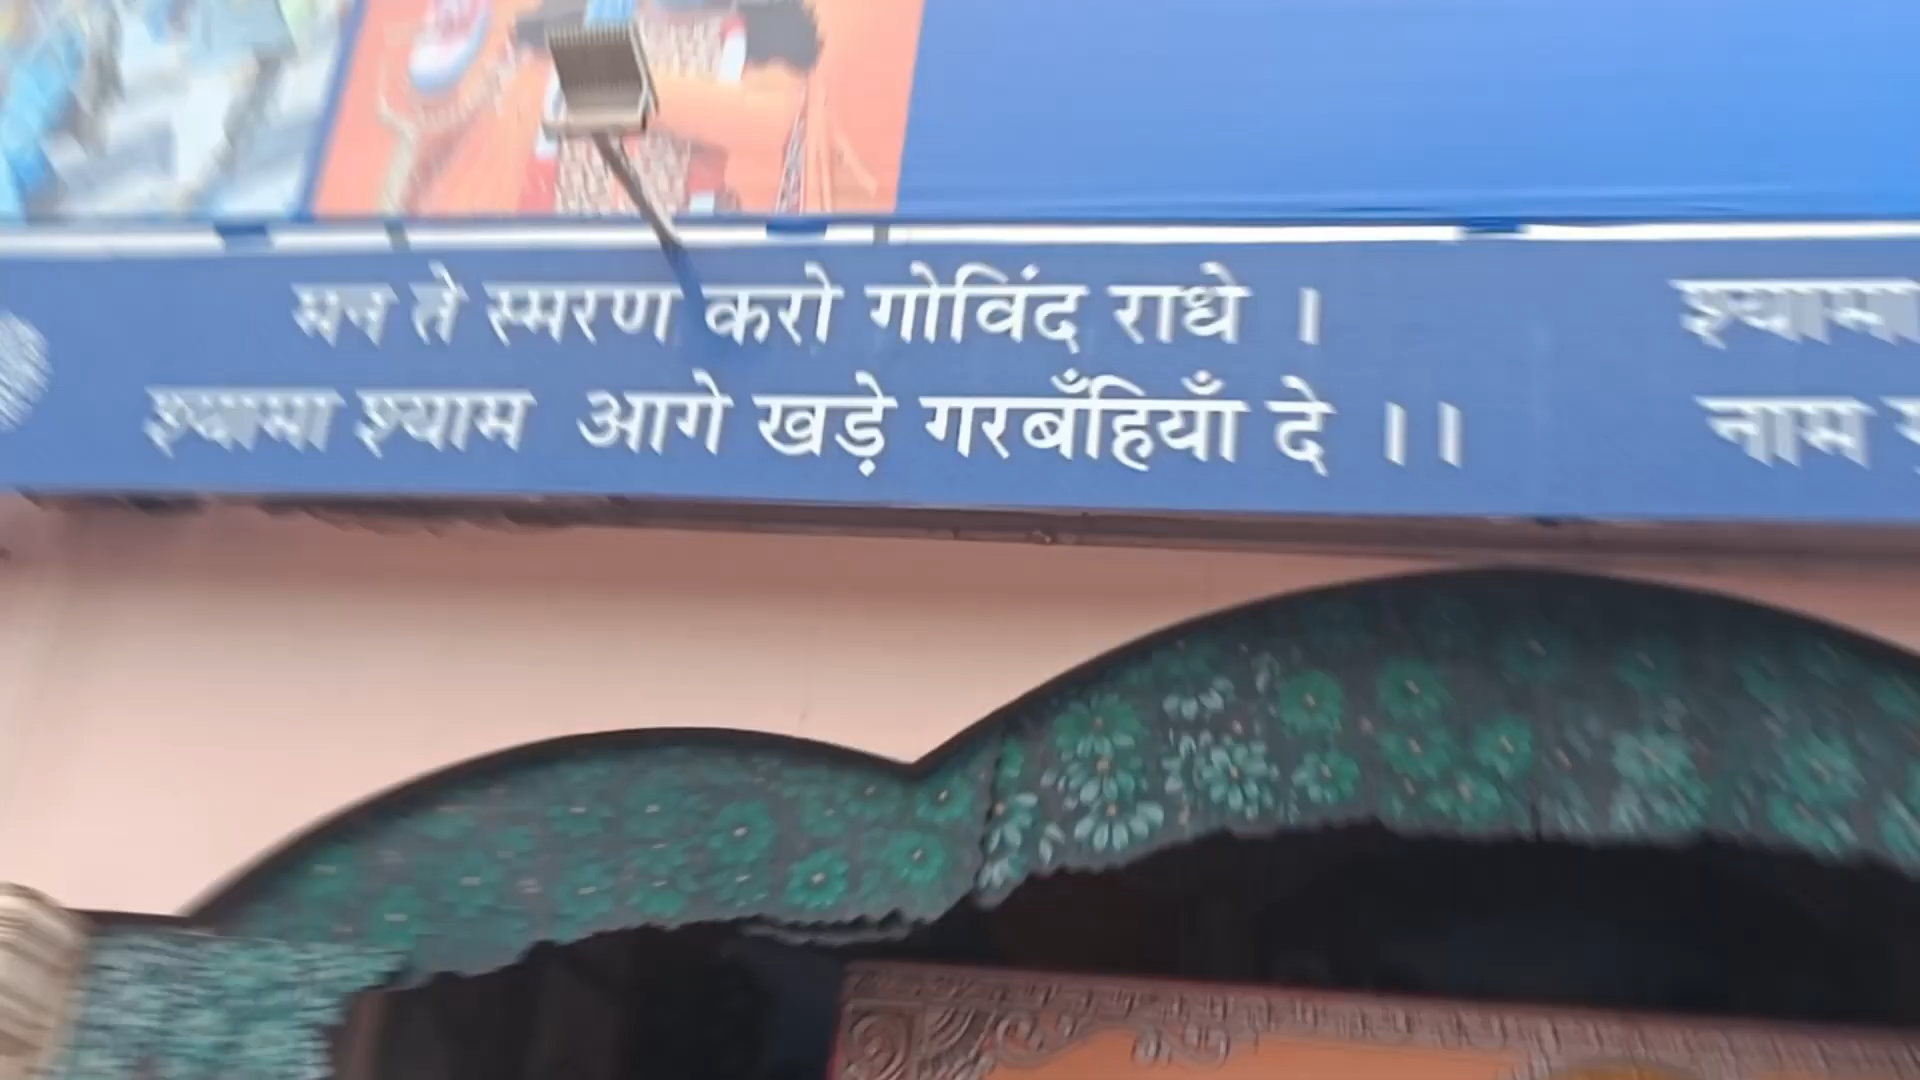 मन ते स्मरण करो गोविंद राधे ।
श्यामा श्याम आगे खड़े गरबँहियाँ दे ।।
श्यामा
नाम